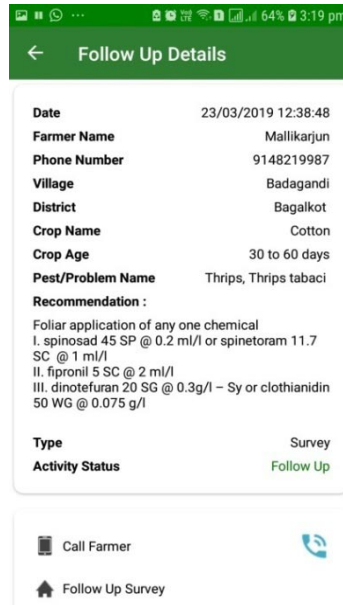 64% 3:19 pm
Follow Up Details
Date 23/03/2019 12:38:48
Farmer Name Mallikarjun
Phone Number 9148219987
Village Badagandi
District Bagalkot
Crop Name Cotton
Crop Age 30 to 60 days
Pest/Problem Name Thrips, Thrips tabaci
Recommendation :
Foliar application of any one chemical
I. spinosad 45 SP @ 0.2 ml/l or spinetoram 11.7
SC @ 1 ml/l
II. fipronil 5 SC @ 2 ml/l
III. dinotefuran 20 SG @ 0.3g/l – Sy or clothianidin
50 WG @ 0.075 g/l
Type Survey
Activity Status Follow Up
Call Farmer
Follow Up Survey